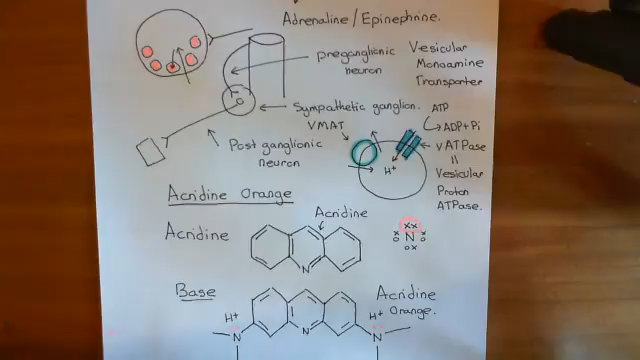 Adrenaline/Epinephrine.
preganglionic
neuron
Vesicular
Monoamine
Transporter
Sympathetic ganglion.
VMAT
ATP
ADP+Pi
vATPase
=
Vesicular
Proton
ATPase.
H+
Post ganglionic
neuron
Acridine Orange
Acridine
Acridine
N
N
Base
Acridine
Orange.
H+
H+
N
N
N